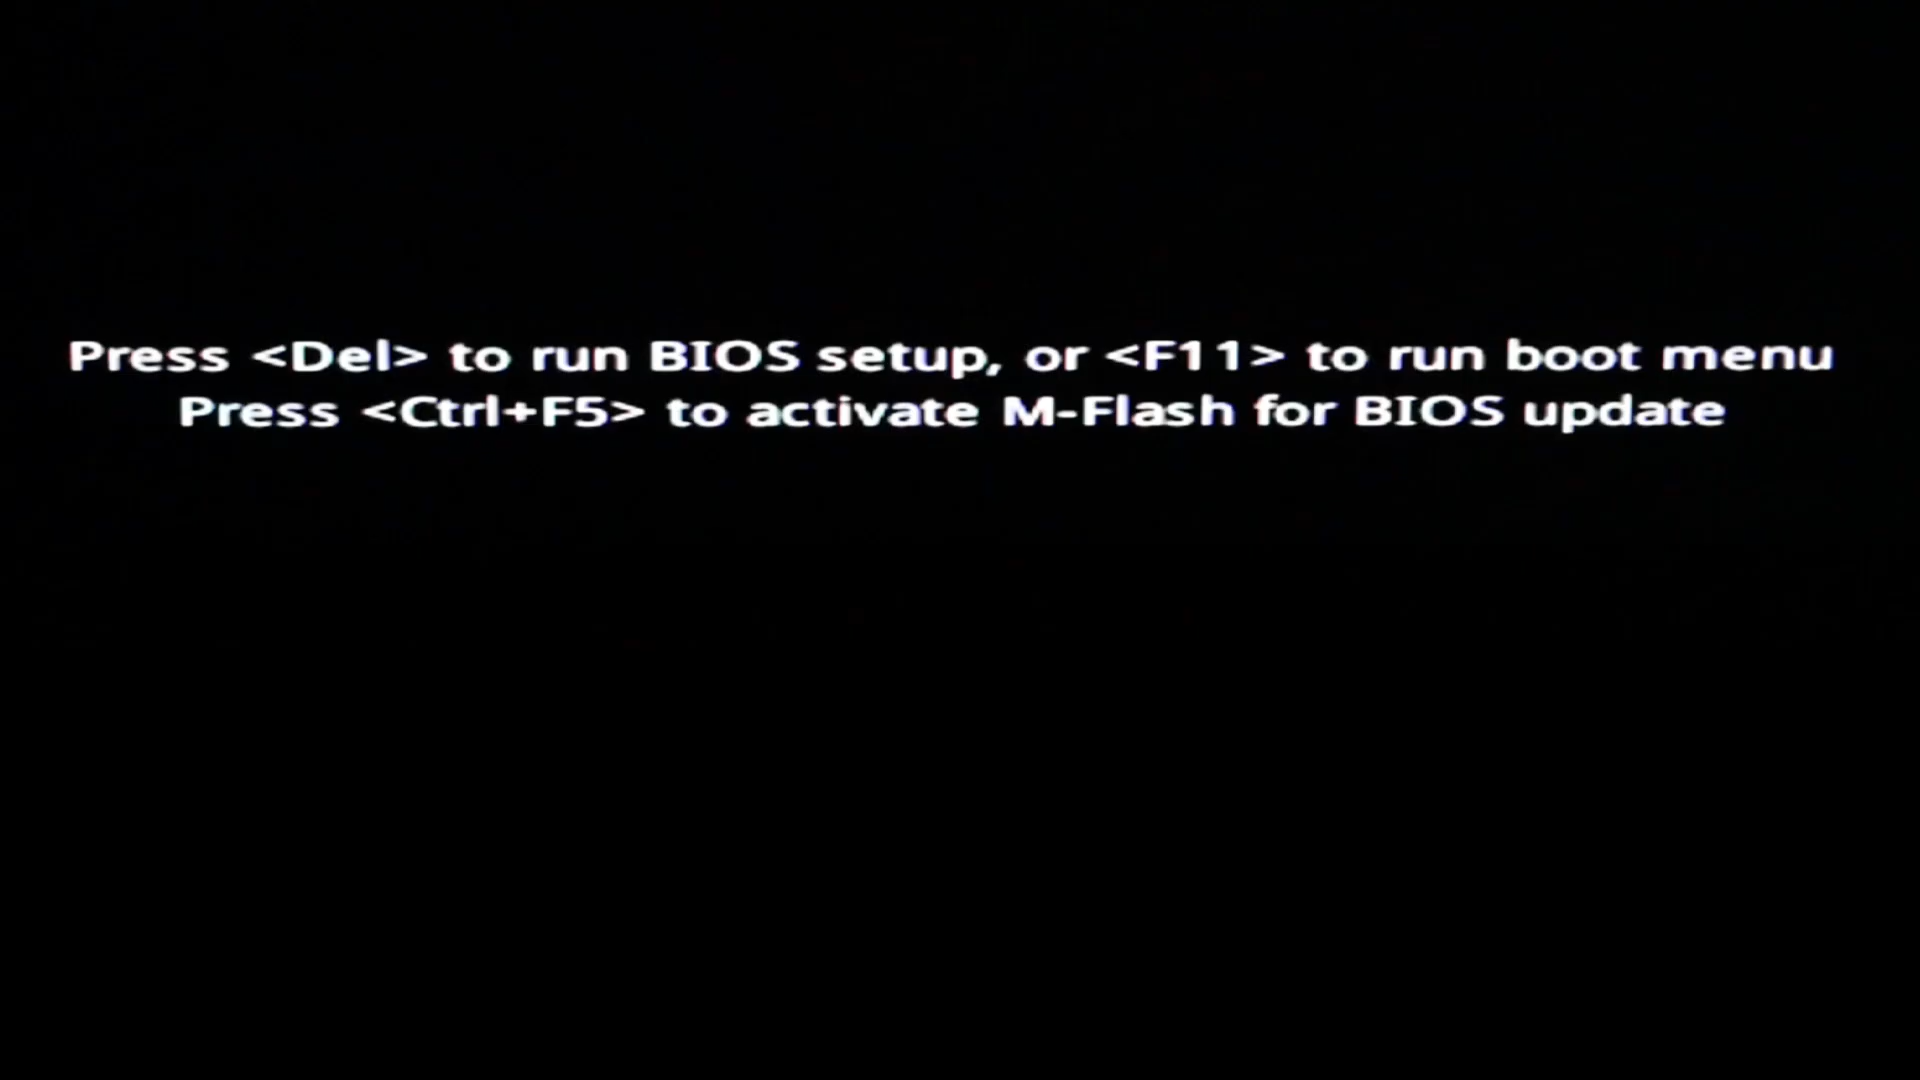 Press <Del> to run BIOS setup, or <F11> to run boot menu
Press <Ctrl+F5> to activate M-Flash for BIOS update